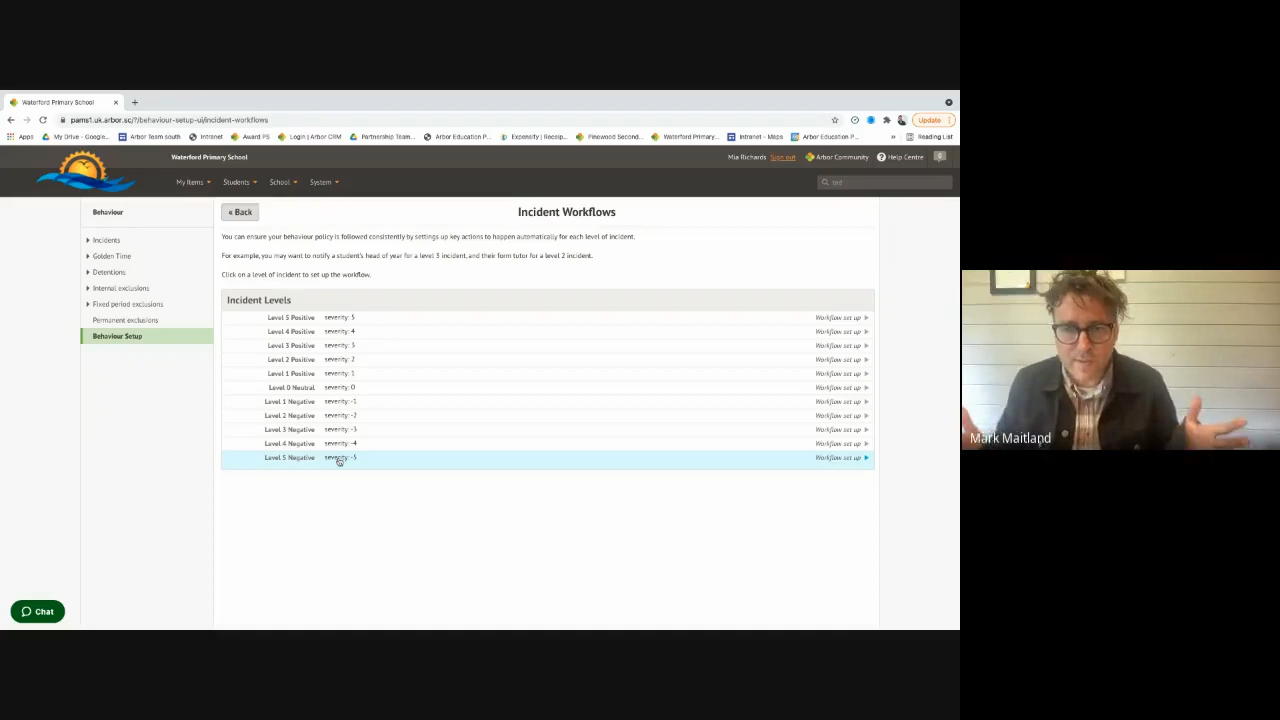 Waterford Primary School
pams1.uk.arbor.sc/?/behaviour-setup-ui/incident-workflows
Update
Apps
My Drive - Google...
Arbor Team south
Intranet
Award PS
Login | Arbor CRM
Partnership Team...
Arbor Education P...
Expensify | Receip...
Pinewood Second...
Waterford Primary...
Intranet - Maps
Arbor Education P...
»
Reading List
Waterford Primary School
Mia Richards
Sign out
Arbor Community
Help Centre
0
My Items
Students
School
System
ted
Behaviour
Incidents
Golden Time
Detentions
Internal exclusions
Fixed period exclusions
Permanent exclusions
Behaviour Setup
« Back
Incident Workflows
You can ensure your behaviour policy is followed consistently by settings up key actions to happen automatically for each level of incident.
For example, you may want to notify a student's head of year for a level 3 incident, and their form tutor for a level 2 incident.
Click on a level of incident to set up the workflow.
Incident Levels
Level 5 Positive severity: 5 Workflow set up
Level 4 Positive severity: 4 Workflow set up
Level 3 Positive severity: 3 Workflow set up
Level 2 Positive severity: 2 Workflow set up
Level 1 Positive severity: 1 Workflow set up
Level 0 Neutral severity: 0 Workflow set up
Level 1 Negative severity: -1 Workflow set up
Level 2 Negative severity: -2 Workflow set up
Level 3 Negative severity: -3 Workflow set up
Level 4 Negative severity: -4 Workflow set up
Level 5 Negative severity: -5 Workflow set up
Chat
Mark Maitland